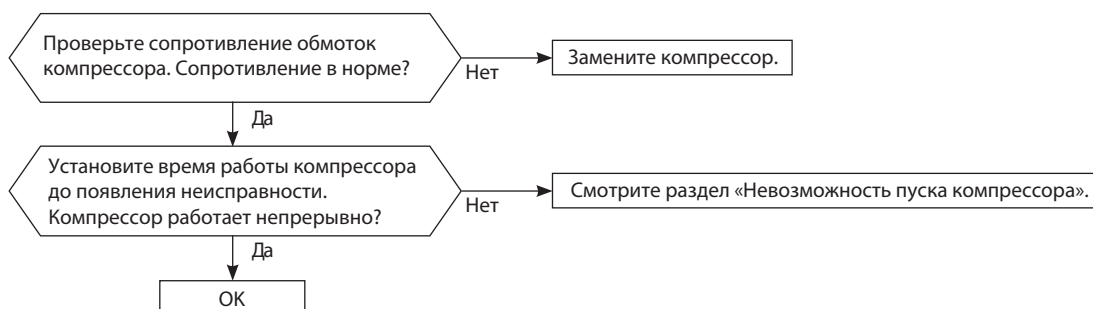 Проверьте сопротивление обмоток
компрессора. Сопротивление в норме?
Нет
Замените компрессор.
Да
Установите время работы компрессора
до появления неисправности.
Компрессор работает непрерывно?
Нет
Смотрите раздел «Невозможность пуска компрессора».
Да
OK